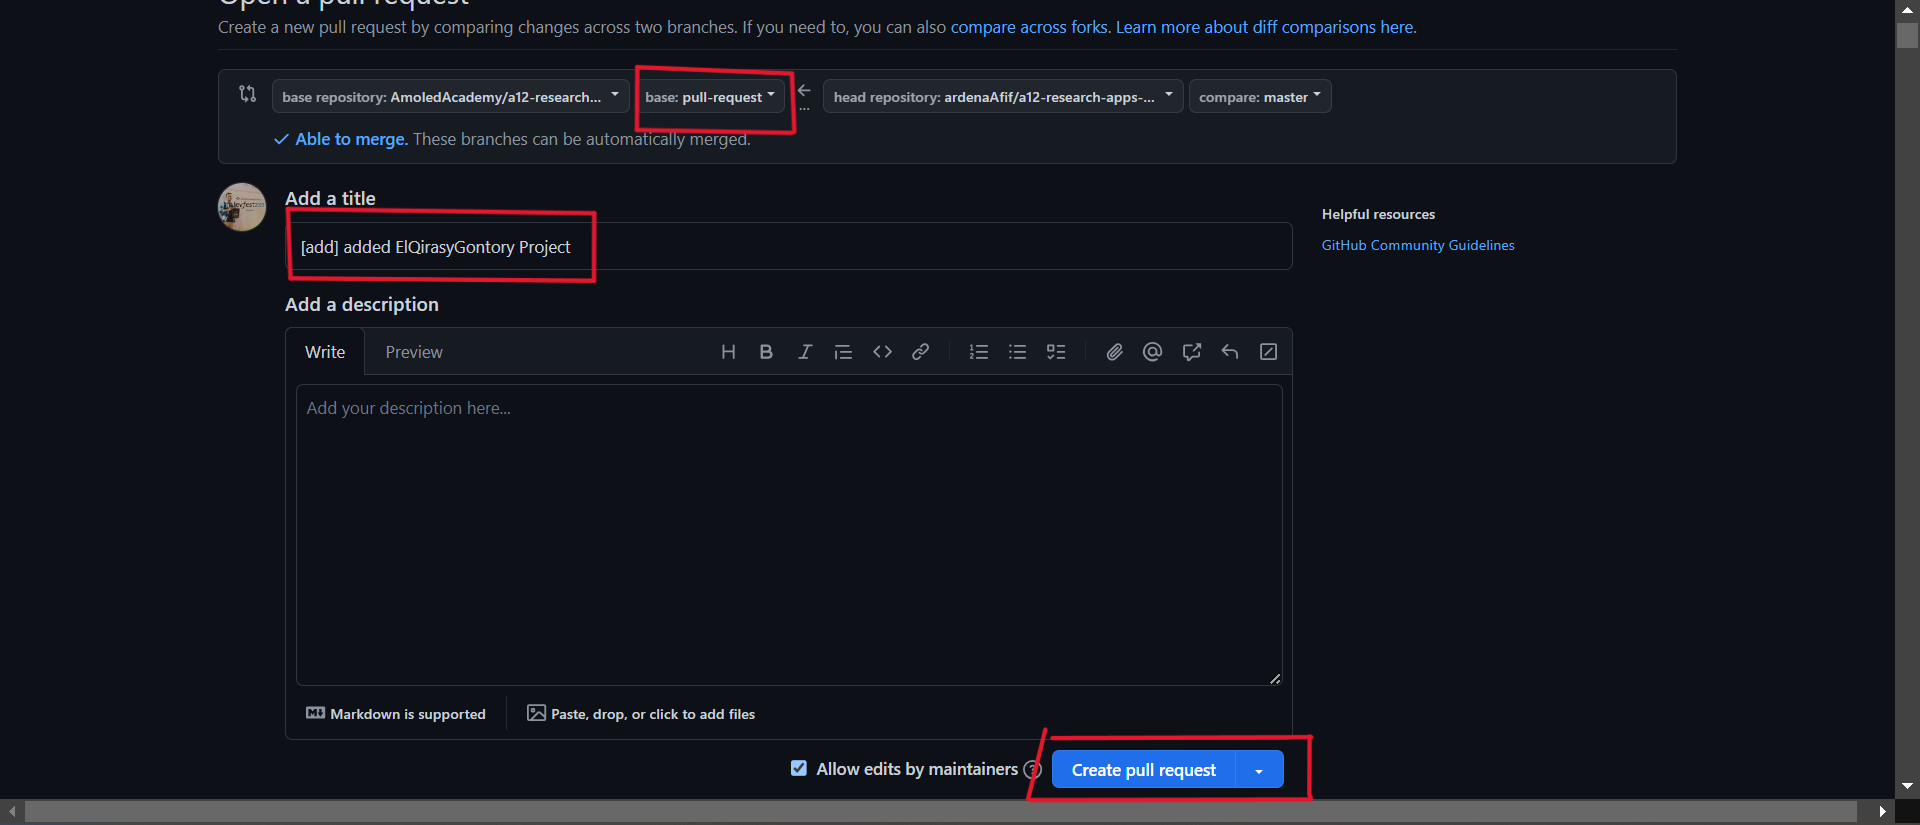 Open a pull request
Create a new pull request by comparing changes across two branches. If you need to, you can also compare across forks. Learn more about diff comparisons here.
base repository: AmoledAcademy/a12-research... base: pull-request ← ... head repository: ardenaAfif/a12-research-apps-... compare: master
✓ Able to merge. These branches can be automatically merged.
Add a title
[add] added ElQirasyGontory Project
Helpful resources
GitHub Community Guidelines
Add a description
Write Preview
Add your description here...
Markdown is supported Paste, drop, or click to add files
Allow edits by maintainers ? Create pull request